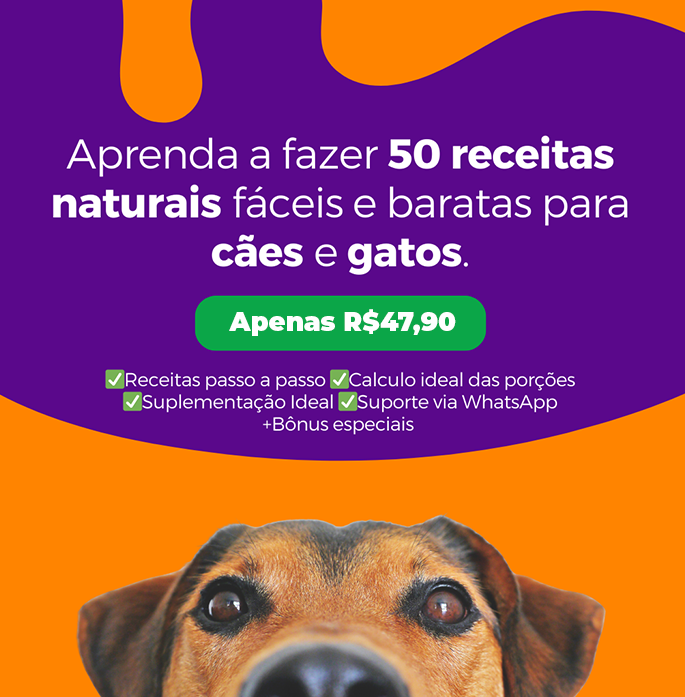 Aprenda a fazer 50 receitas
naturais fáceis e baratas para
cães e gatos.
Apenas R$47,90
✅Receitas passo a passo ✅Calculo ideal das porções
✅Suplementação Ideal ✅Suporte via WhatsApp
+Bônus especiais